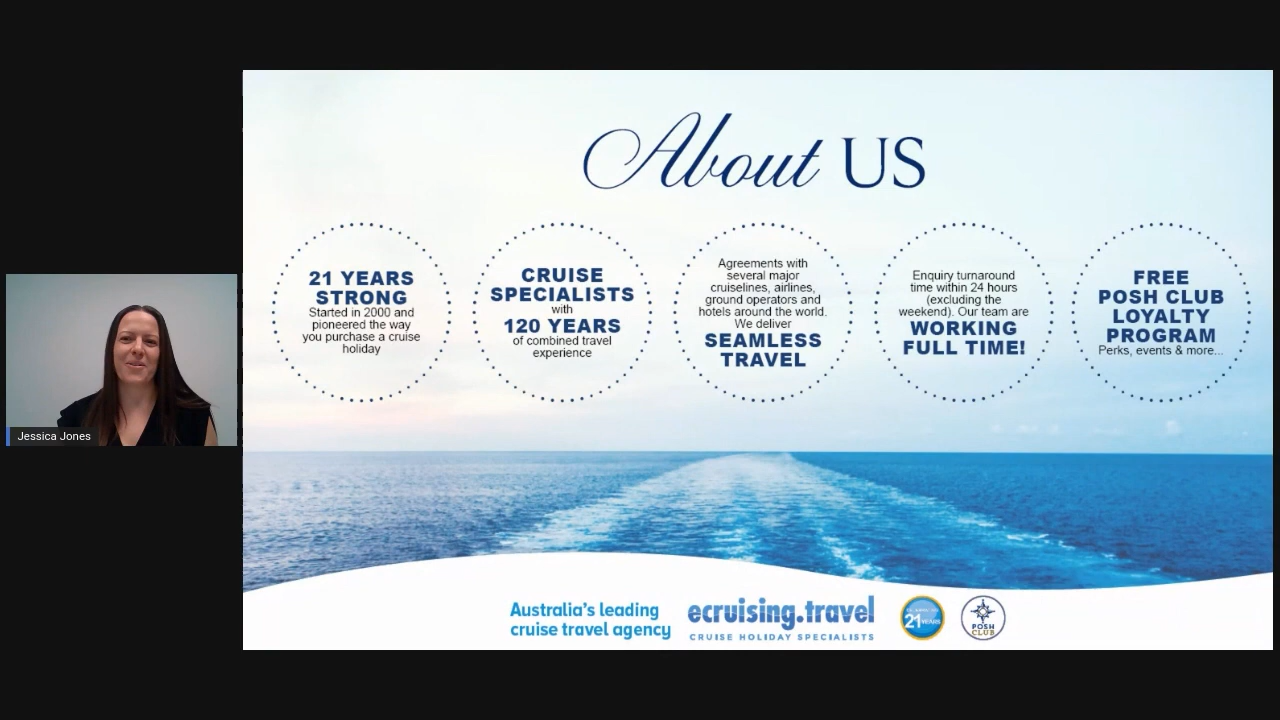 About US
21 YEARS
STRONG
Started in 2000 and
pioneered the way
you purchase a cruise
holiday
CRUISE
SPECIALISTS
with
120 YEARS
of combined travel
experience
Agreements with
several major
cruiselines, airlines,
ground operators and
hotels around the world.
We deliver
SEAMLESS
TRAVEL
Enquiry turnaround
time within 24 hours
(excluding the
weekend). Our team are
WORKING
FULL TIME!
FREE
POSH CLUB
LOYALTY
PROGRAM
Perks, events & more...
Jessica Jones
Australia's leading
cruise travel agency
ecruising.travel
CRUISE HOLIDAY SPECIALISTS
21 YEARS
POSH
CLUB